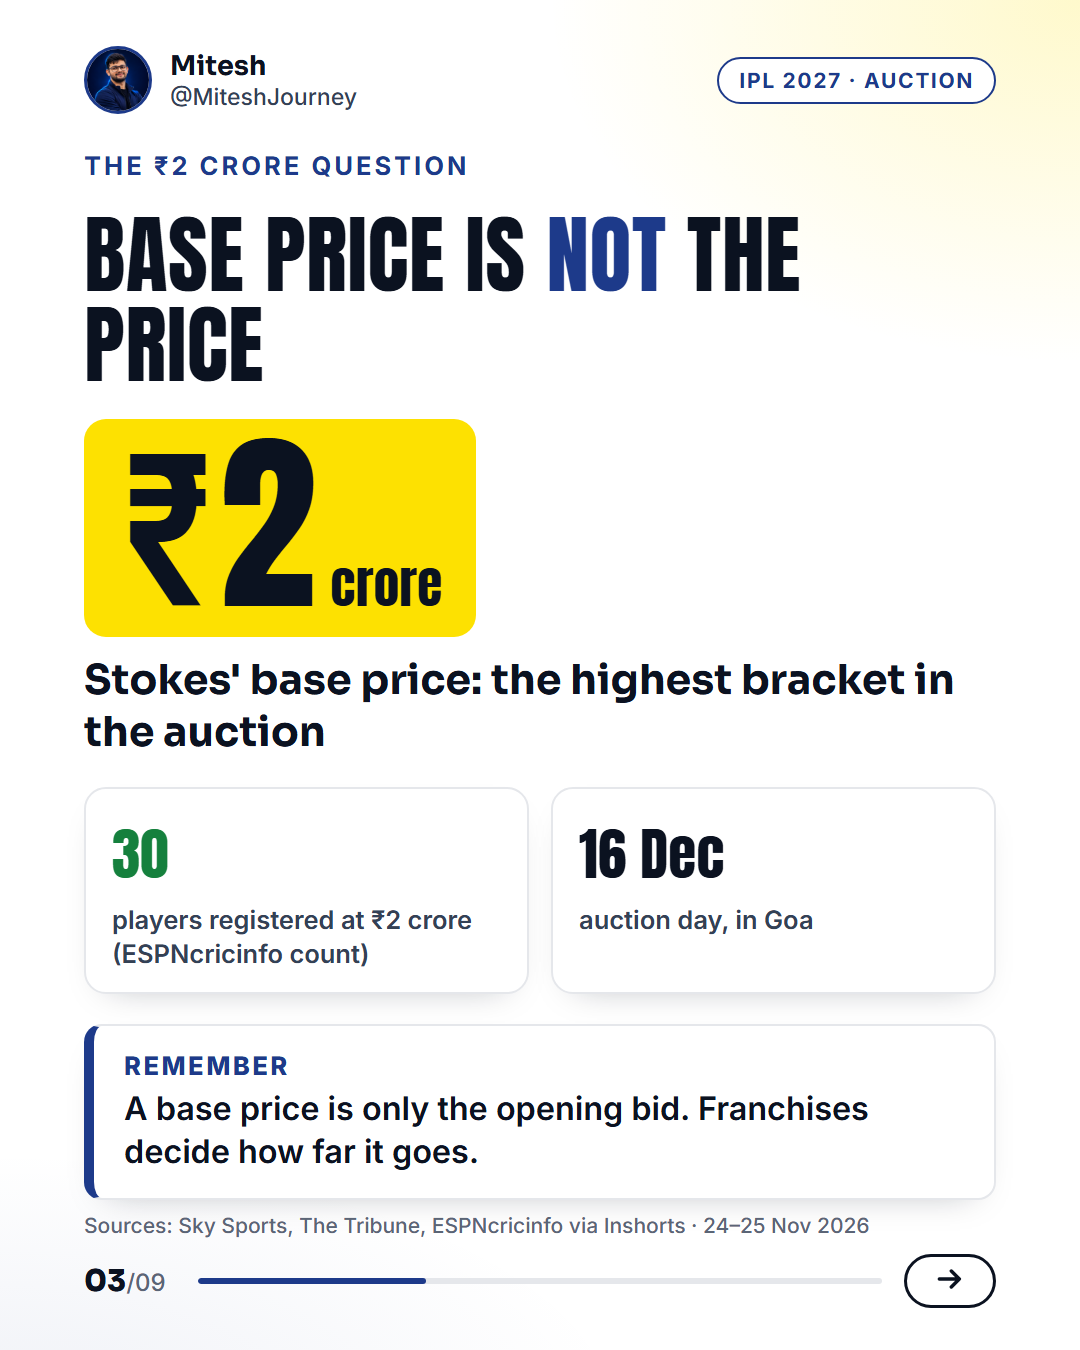 Mitesh
@MiteshJourney
IPL 2027 · AUCTION
THE ₹2 CRORE QUESTION
BASE PRICE IS NOT THE
PRICE
₹2 crore
Stokes' base price: the highest bracket in
the auction
30
players registered at ₹2 crore
(ESPNcricinfo count)
16 Dec
auction day, in Goa
REMEMBER
A base price is only the opening bid. Franchises
decide how far it goes.
Sources: Sky Sports, The Tribune, ESPNcricinfo via Inshorts · 24–25 Nov 2026
03/09